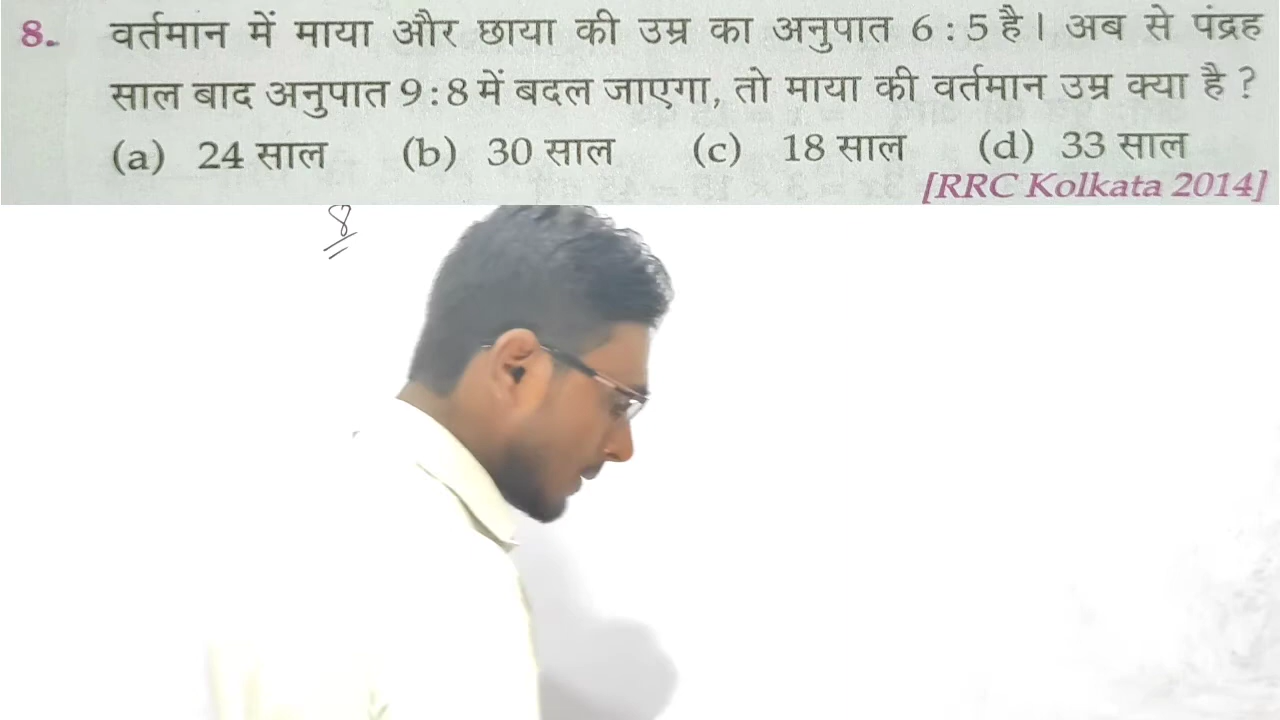 8. वर्तमान में माया और छाया की उम्र का अनुपात 6 : 5 है। अब से पंद्रह
साल बाद अनुपात 9 : 8 में बदल जाएगा, तो माया की वर्तमान उम्र क्या है ?
(a) 24 साल (b) 30 साल (c) 18 साल (d) 33 साल
[RRC Kolkata 2014]
8